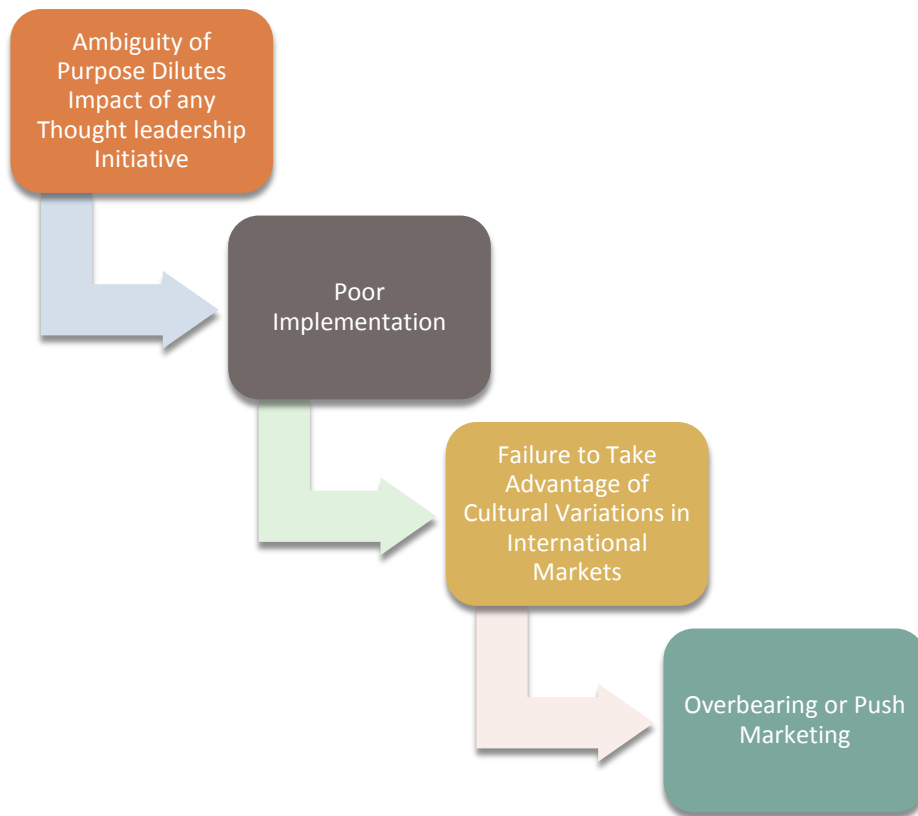 Ambiguity of
Purpose Dilutes
Impact of any
Thought leadership
Initiative
Poor
Implementation
Failure to Take
Advantage of
Cultural Variations in
International
Markets
Overbearing or Push
Marketing